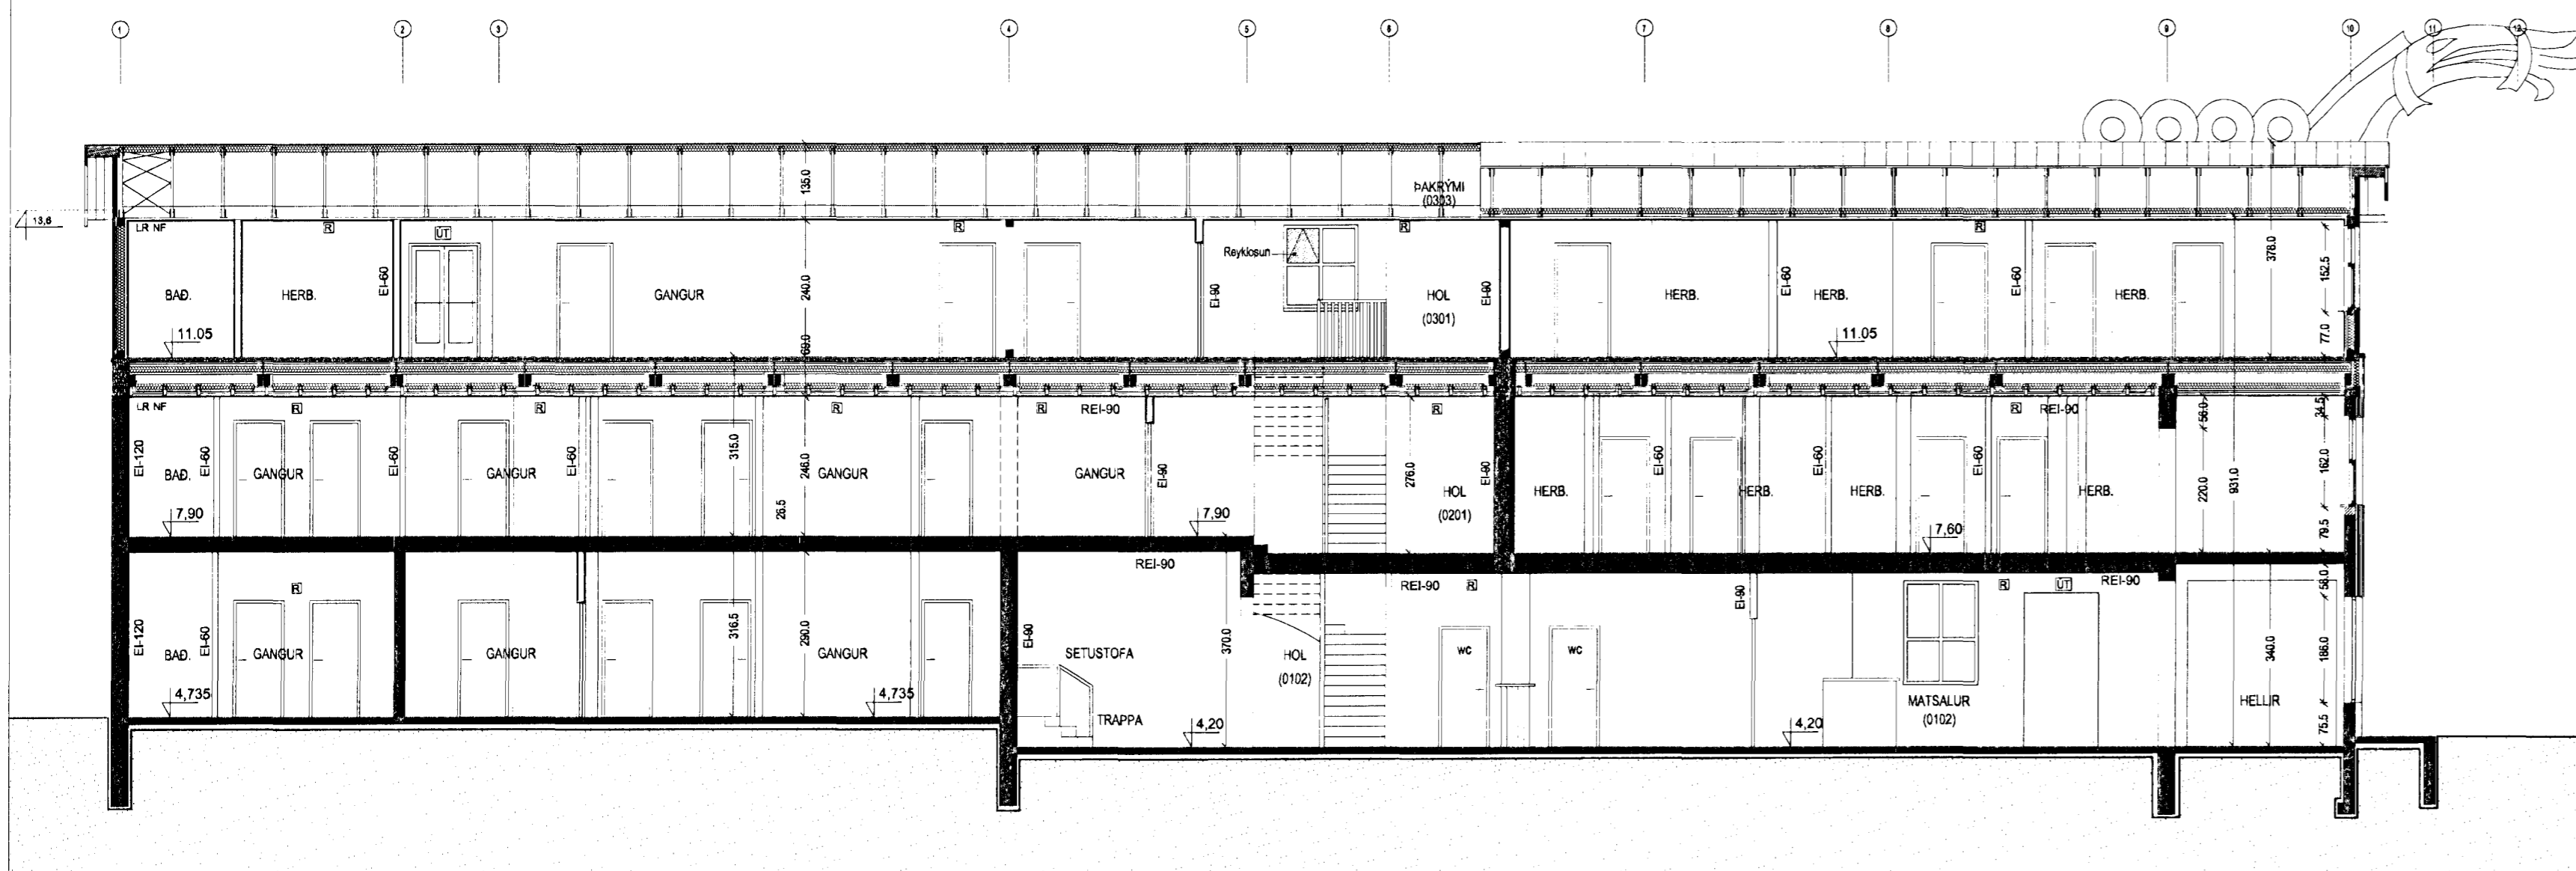 1 2 3 4 5 6 7 8 9 10 11 12
135.0
ÞAKRÝMI
(0303)
13,6
LR NF
R
ÚT
R
R
R
Reyklosun
BAÐ.
HERB.
EI-60
GANGUR
240.0
EI-90
HOL
(0301)
EI-90
HERB.
EI-60
HERB.
EI-60
HERB.
378.0
152.5
77.0
11.05
11.05
69.0
LR NF
R
R
R
R
REI-90
R
R
REI-90
56.0
34.5
EI-120
BAÐ.
EI-60
GANGUR
EI-60
GANGUR
EI-60
315.0
246.0
26.5
GANGUR
GANGUR
EI-90
276.0
HOL
(0201)
EI-90
HERB.
EI-60
HERB.
EI-60
HERB.
EI-60
HERB.
220.0
931.0
162.0
79.5
7,90
7,90
7,60
REI-90
REI-90
R
EI-90
R
ÚT
REI-90
58.0
R
EI-120
BAÐ.
EI-60
GANGUR
GANGUR
316.5
290.0
GANGUR
EI-90
SETUSTOFA
TRAPPA
370.0
HOL
(0102)
WC
WC
MATSALUR
(0102)
HELLIR
340.0
186.0
75.5
4,735
4,735
4,20
4,20